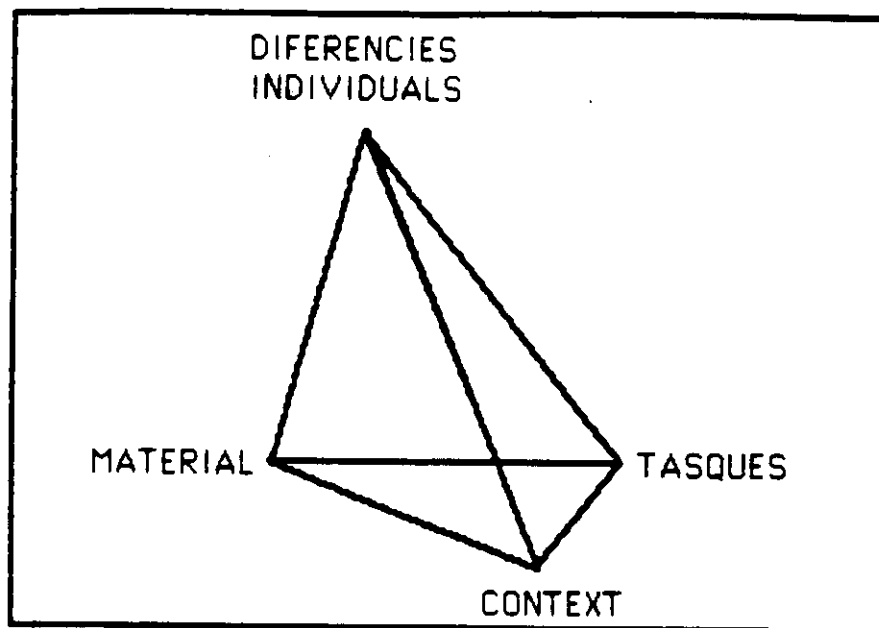 DIFERENCIES
INDIVIDUALS
MATERIAL
TASQUES
CONTEXT